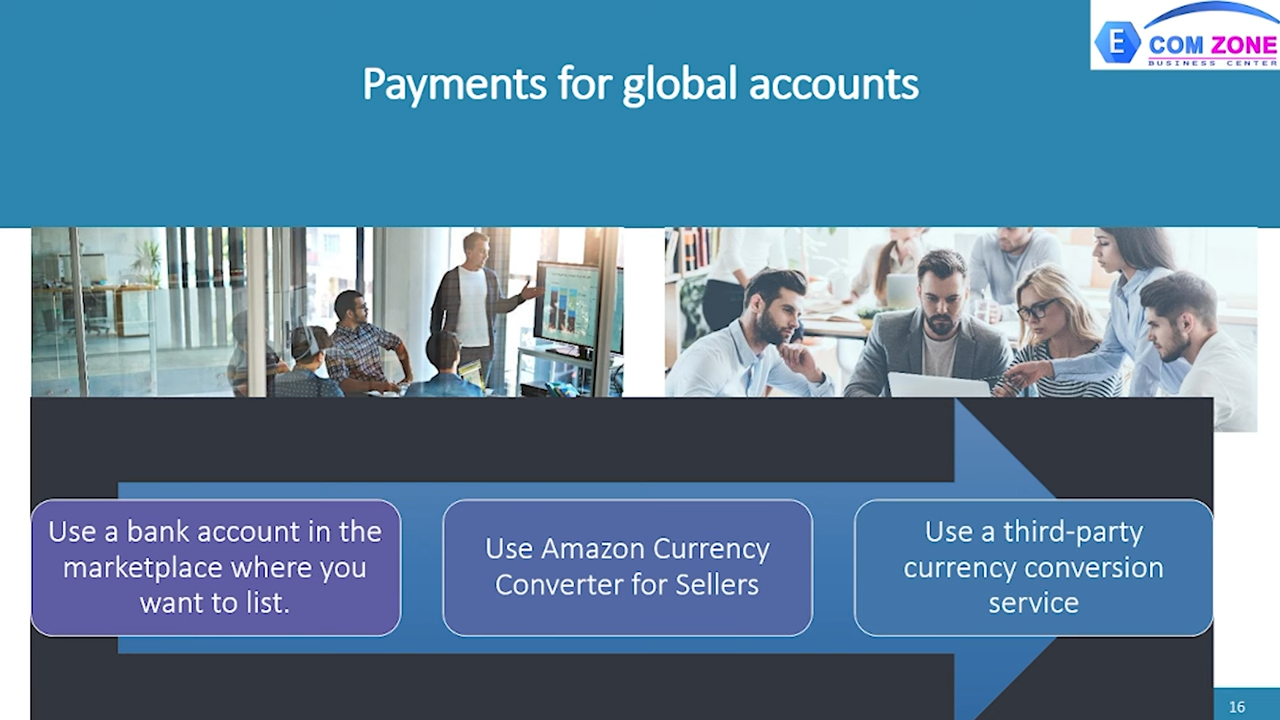 E
COM ZONE
BUSINESS CENTER
Payments for global accounts
Use a bank account in the
marketplace where you
want to list.
Use Amazon Currency
Converter for Sellers
Use a third-party
currency conversion
service
16